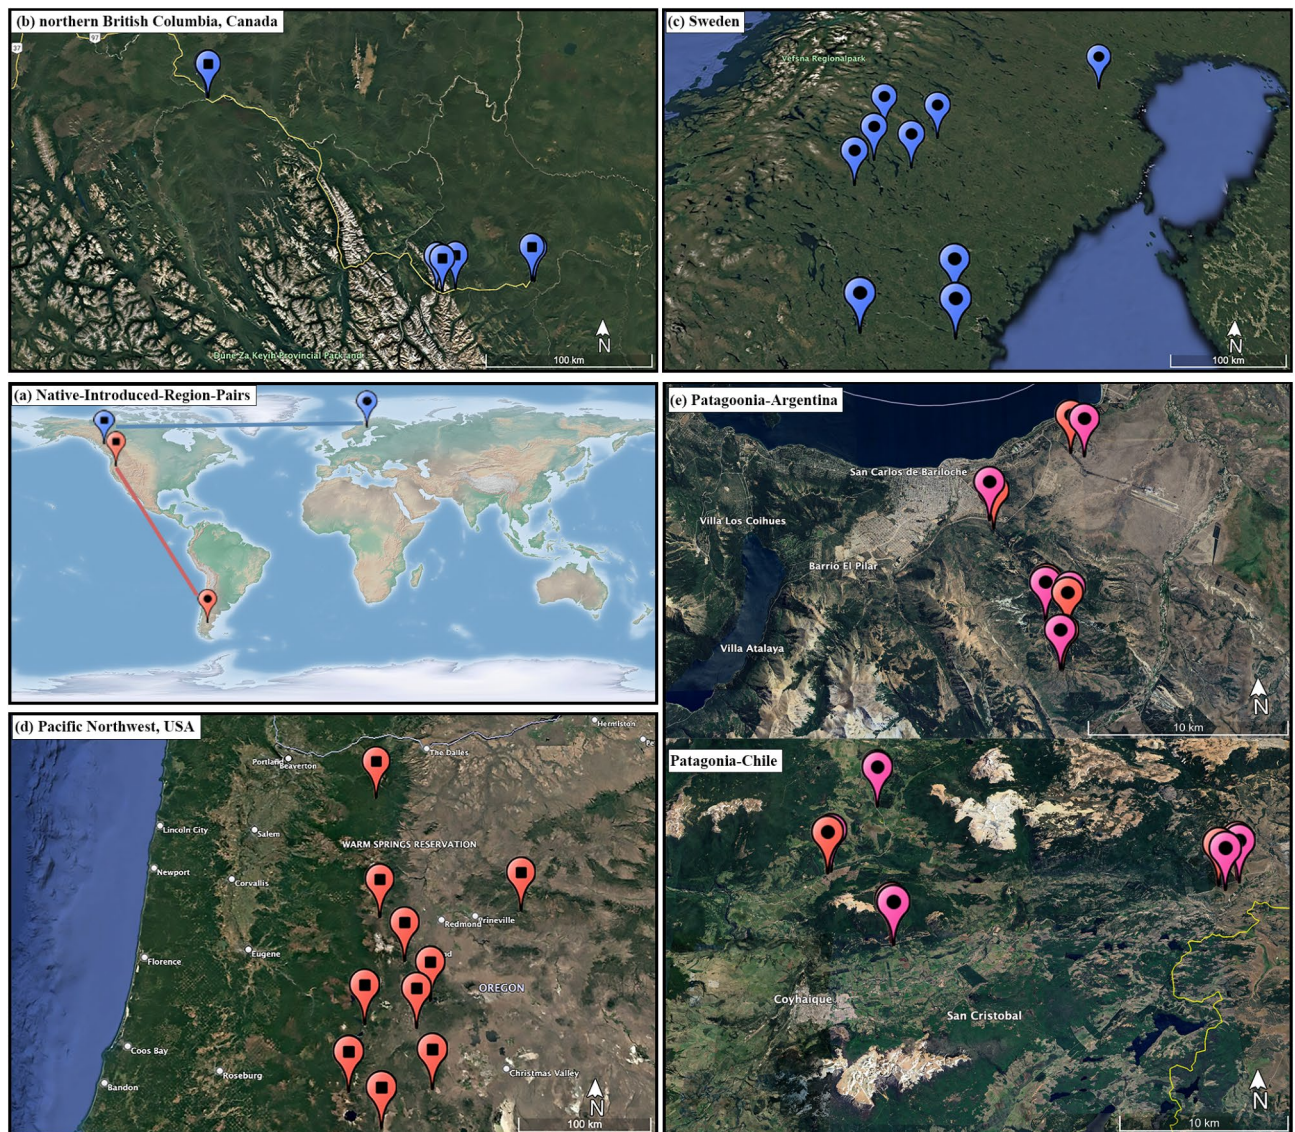 (b) northern British Columbia, Canada
97
37
Dune Za Keyih Provincial Park and
N
100 km
(c) Sweden
Vefsna Regionalpark
N
100 km
(a) Native-Introduced-Region-Pairs
(e) Patagoonia-Argentina
San Carlos de Bariloche
Villa Los Coihues
Barrio El Pilar
Villa Atalaya
N
10 km
(d) Pacific Northwest, USA
Hermiston
Pe
The Dalles
Portland
Beaverton
Lincoln City
Salem
WARM SPRINGS RESERVATION
Newport
Corvallis
Redmond
Prineville
Eugene
Florence
OREGON
Coos Bay
Roseburg
Christmas Valley
Bandon
N
100 km
Patagonia-Chile
Coyhaique
San Cristobal
N
10 km